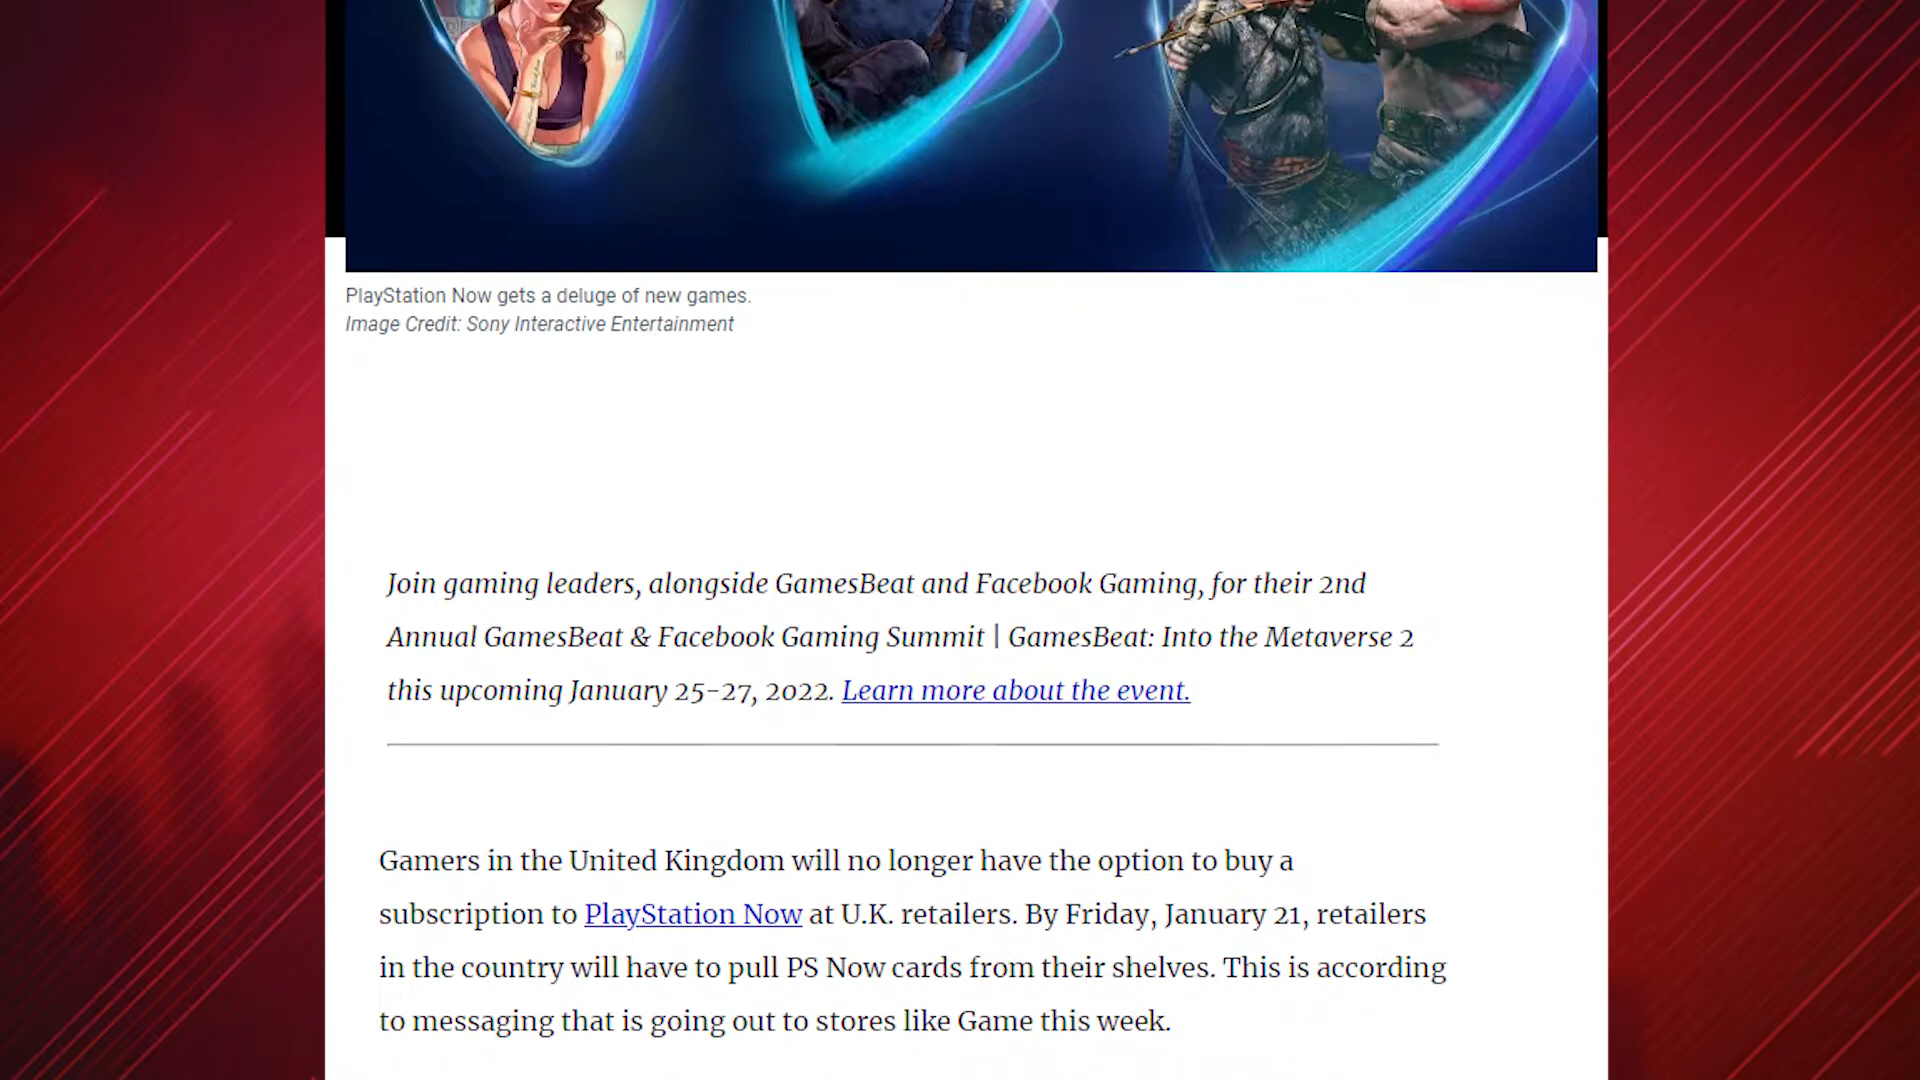 PlayStation Now gets a deluge of new games.
Image Credit: Sony Interactive Entertainment
Join gaming leaders, alongside GamesBeat and Facebook Gaming, for their 2nd
Annual GamesBeat & Facebook Gaming Summit | GamesBeat: Into the Metaverse 2
this upcoming January 25-27, 2022. Learn more about the event.
Gamers in the United Kingdom will no longer have the option to buy a
subscription to PlayStation Now at U.K. retailers. By Friday, January 21, retailers
in the country will have to pull PS Now cards from their shelves. This is according
to messaging that is going out to stores like Game this week.